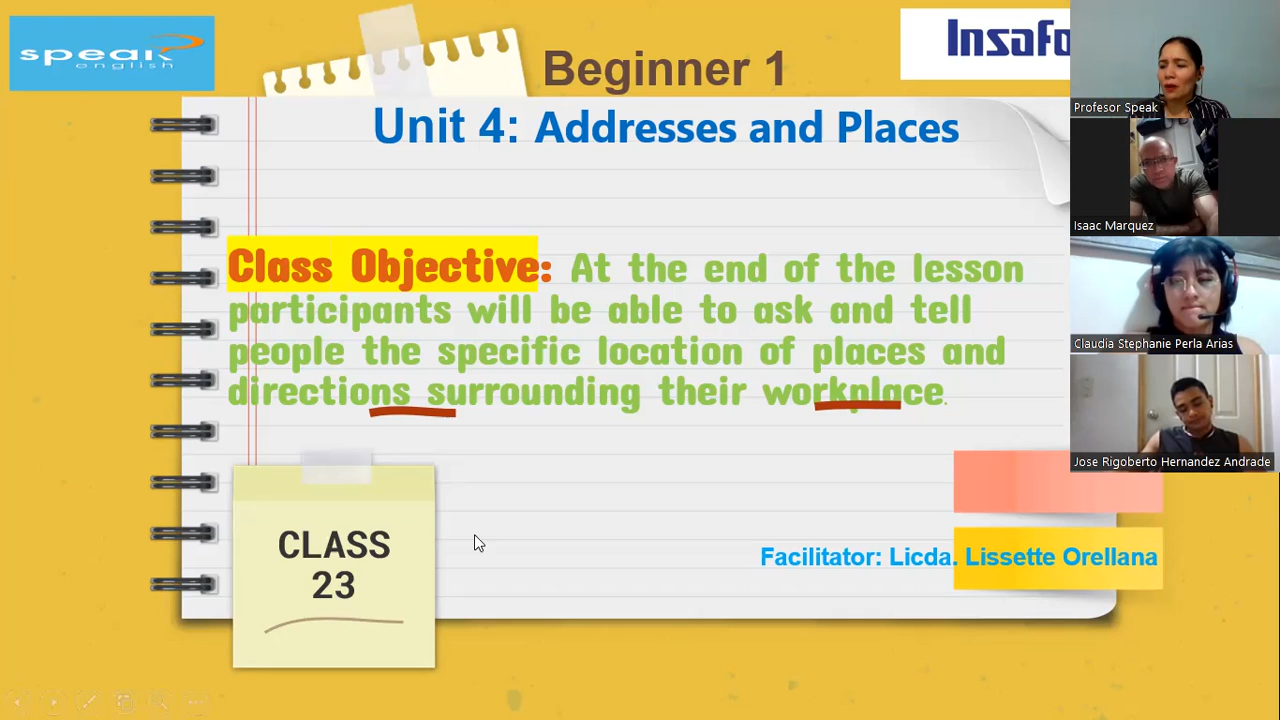 speak
english
Beginner 1
Unit 4: Addresses and Places
Class Objective: At the end of the lesson
participants will be able to ask and tell
people the specific location of places and
directions surrounding their workplace.
CLASS
23
Facilitator: Licda. Lissette Orellana
Insafo
Profesor Speak
Isaac Marquez
Claudia Stephanie Perla Arias
Jose Rigoberto Hernandez Andrade